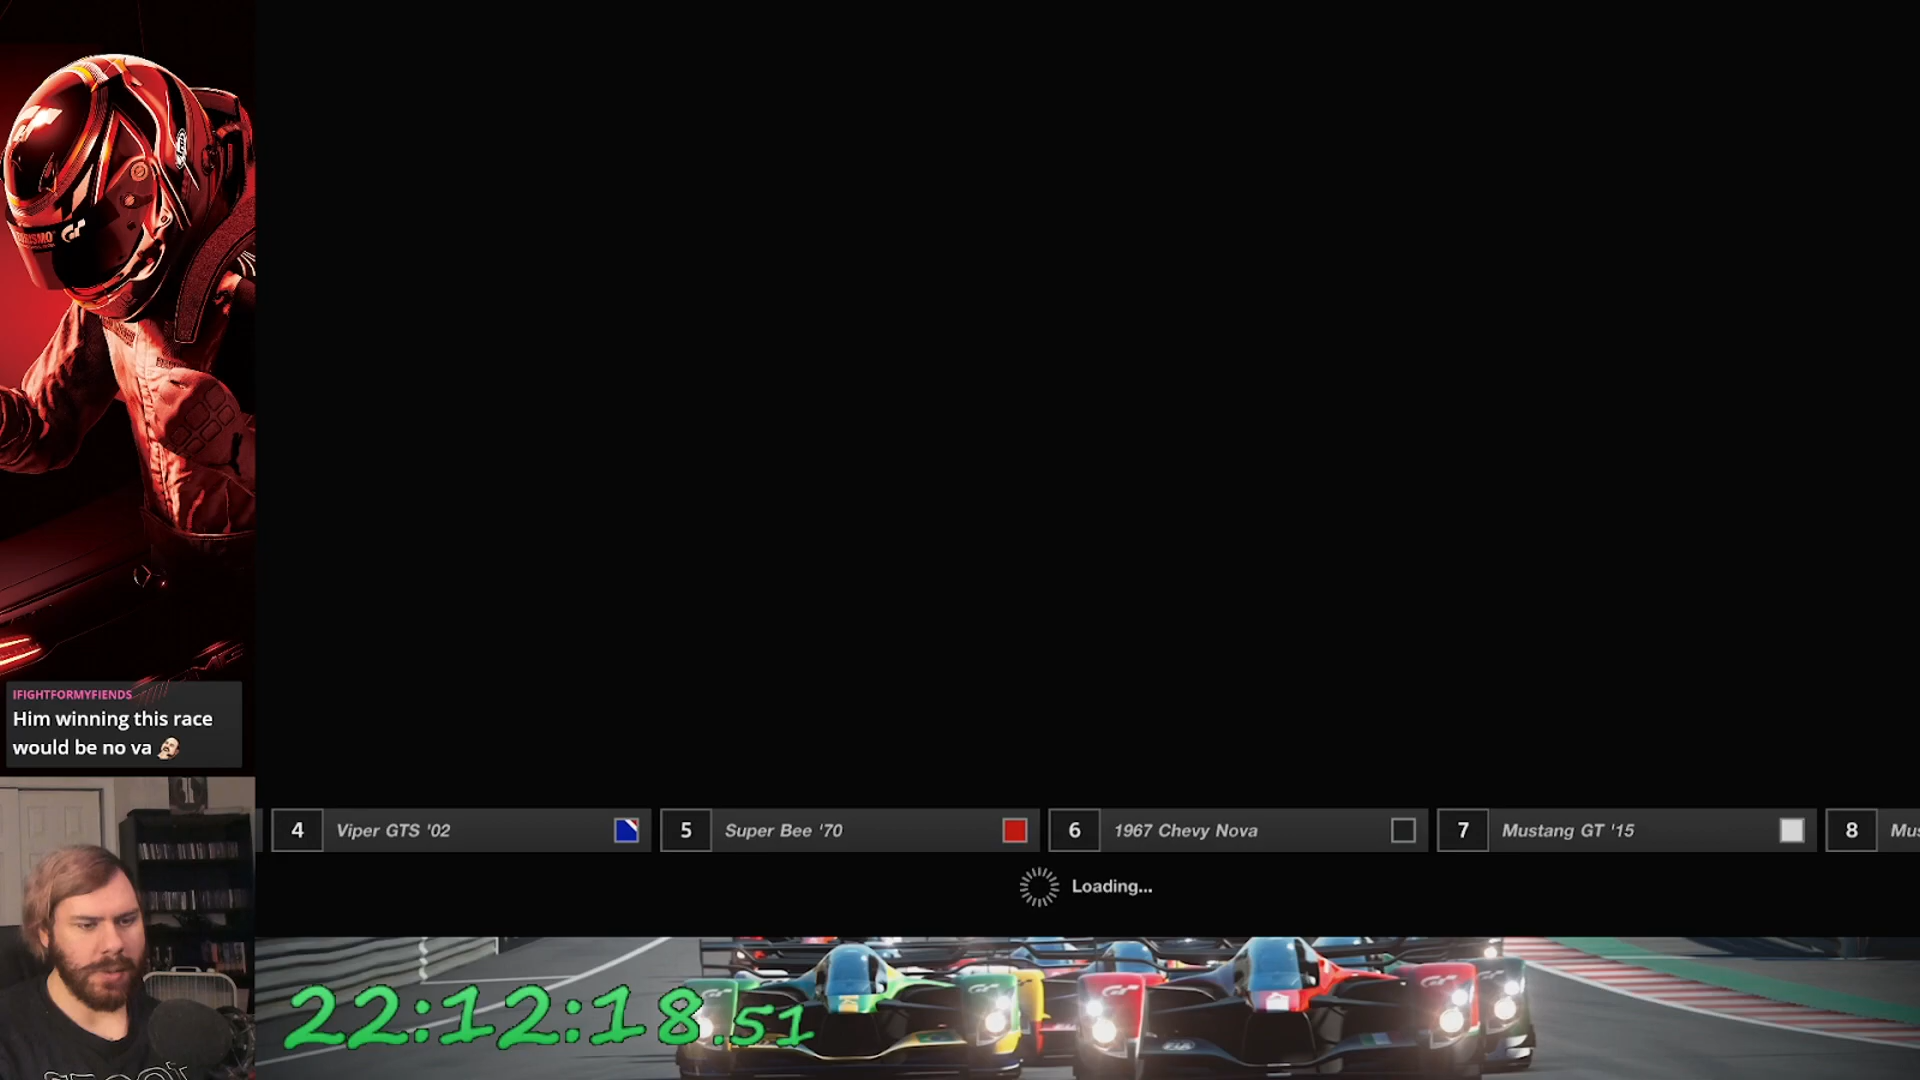 IFIGHTFORMYFIENDS
Him winning this race
would be no va
4 Viper GTS '02
5 Super Bee '70
6 1967 Chevy Nova
7 Mustang GT '15
8 Mus
Loading...
22:12:18.51